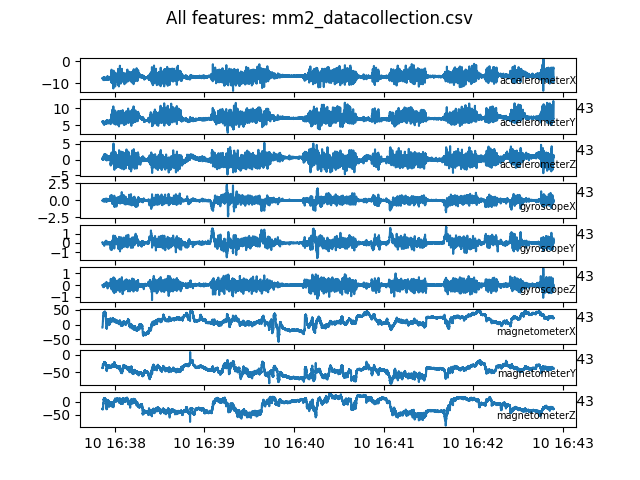 All features: mm2_datacollection.csv
0
−10
accelerometerX
10
5
accelerometerY
43
5
0
−5
accelerometerZ
43
2.5
0.0
−2.5
gyroscopeX
43
1
0
−1
gyroscopeY
43
1
0
−1
gyroscopeZ
43
50
0
−50
magnetometerX
43
0
−50
magnetometerY
43
0
−50
magnetometerZ
43
10 16:38 10 16:39 10 16:40 10 16:41 10 16:42 10 16:43